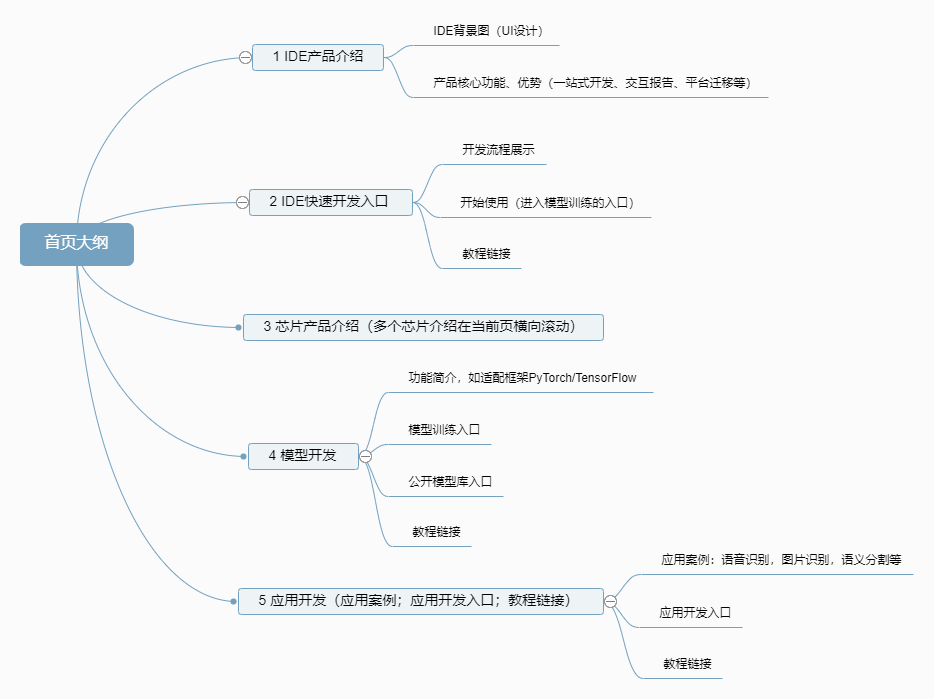 首页大纲
1 IDE产品介绍
IDE背景图（UI设计）
产品核心功能、优势（一站式开发、交互报告、平台迁移等）
2 IDE快速开发入口
开发流程展示
开始使用（进入模型训练的入口）
教程链接
3 芯片产品介绍（多个芯片介绍在当前页横向滚动）
4 模型开发
功能简介，如适配框架PyTorch/TensorFlow
模型训练入口
公开模型库入口
教程链接
5 应用开发（应用案例；应用开发入口；教程链接）
应用案例：语音识别，图片识别，语义分割等
应用开发入口
教程链接